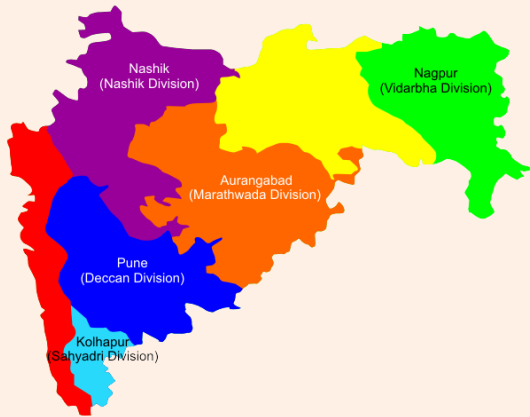 Nashik
(Nashik Division)
Nagpur
(Vidarbha Division)
Aurangabad
(Marathwada Division)
Pune
(Deccan Division)
Kolhapur
(Sahyadri Division)